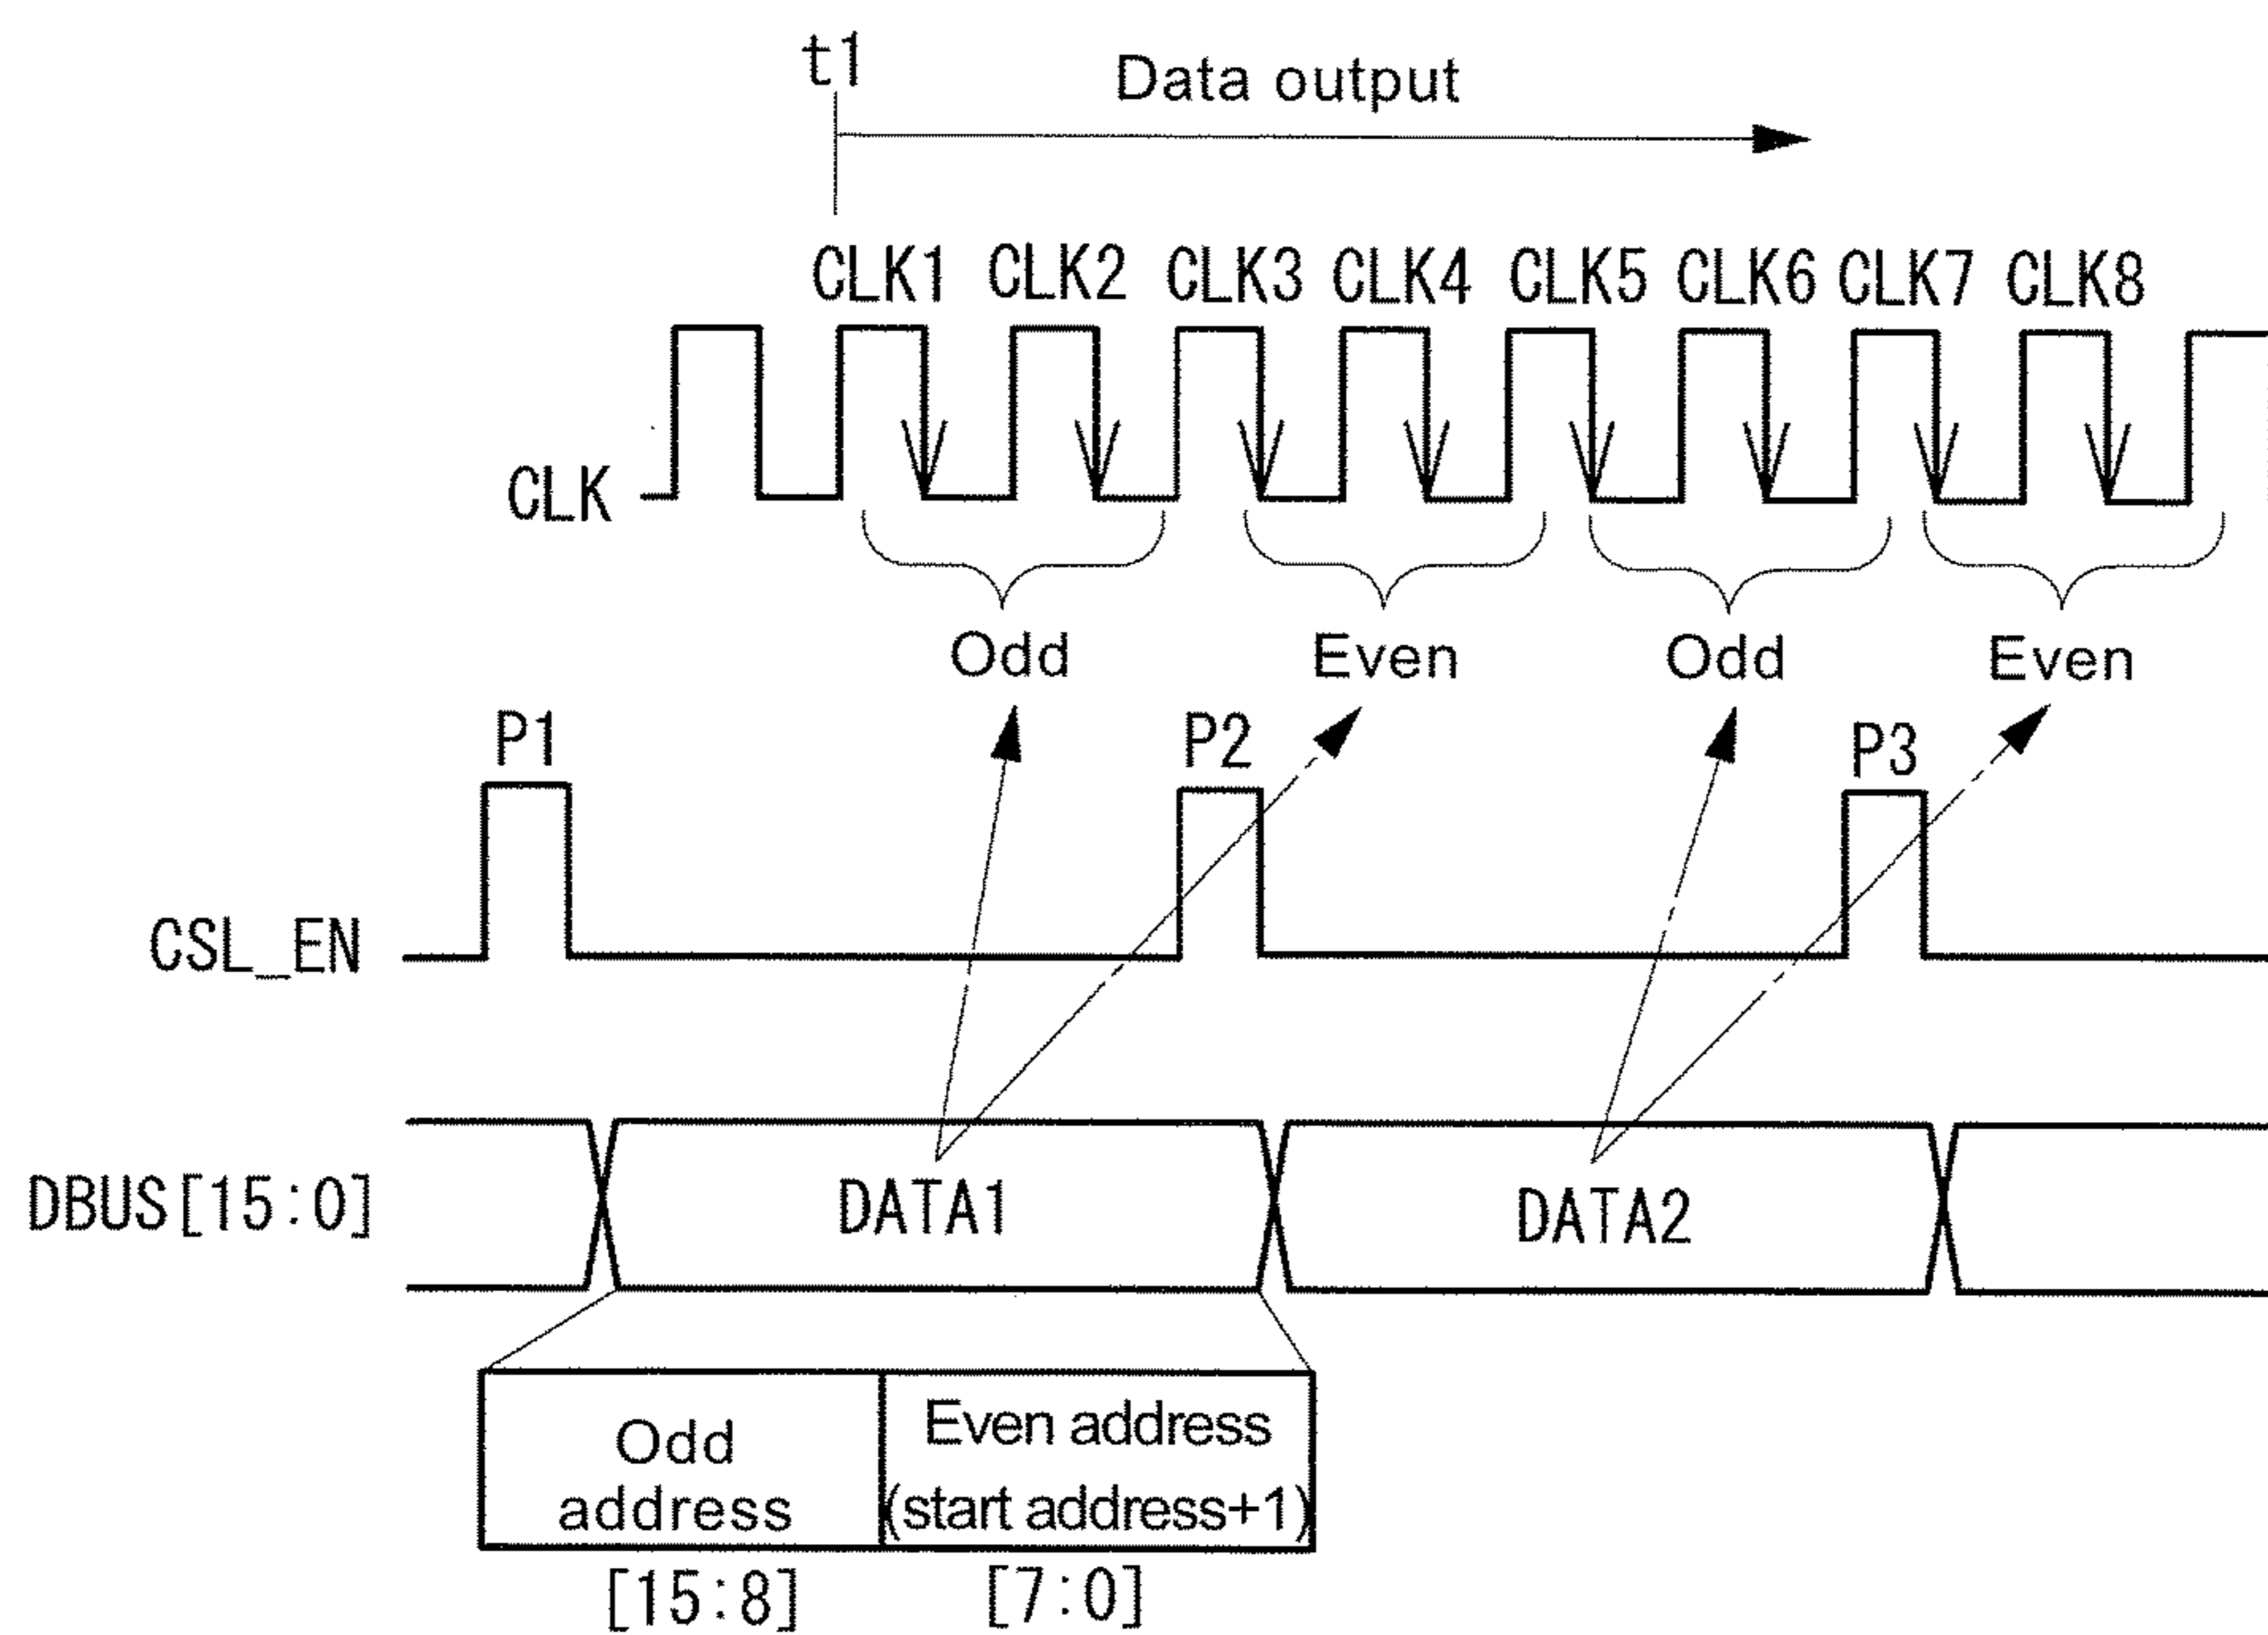 t1
Data output
CLK1 CLK2 CLK3 CLK4 CLK5 CLK6 CLK7 CLK8
CLK
Odd Even Odd Even
P1 P2 P3
CSL_EN
DBUS[15:0] DATA1 DATA2
Odd
address
Even address
(start address+1)
[15:8] [7:0]